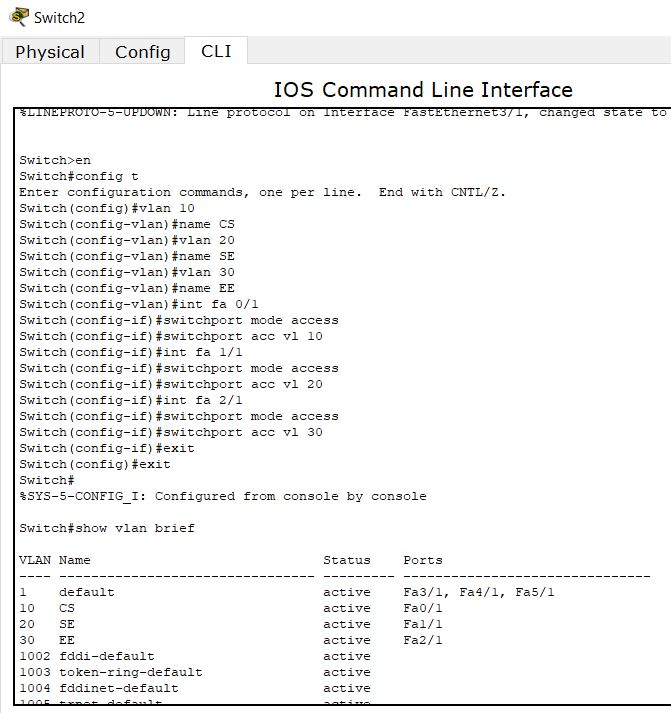 Switch2
Physical Config CLI
IOS Command Line Interface
%LINEPROTO-5-UPDOWN: Line protocol on Interface FastEthernet3/1, changed state to
Switch>en
Switch#config t
Enter configuration commands, one per line.  End with CNTL/Z.
Switch(config)#vlan 10
Switch(config-vlan)#name CS
Switch(config-vlan)#vlan 20
Switch(config-vlan)#name SE
Switch(config-vlan)#vlan 30
Switch(config-vlan)#name EE
Switch(config-vlan)#int fa 0/1
Switch(config-if)#switchport mode access
Switch(config-if)#switchport acc vl 10
Switch(config-if)#int fa 1/1
Switch(config-if)#switchport mode access
Switch(config-if)#switchport acc vl 20
Switch(config-if)#int fa 2/1
Switch(config-if)#switchport mode access
Switch(config-if)#switchport acc vl 30
Switch(config-if)#exit
Switch(config)#exit
Switch#
%SYS-5-CONFIG_I: Configured from console by console
Switch#show vlan brief
VLAN Name                             Status    Ports
---- -------------------------------- --------- -------------------------------
1    default                          active    Fa3/1, Fa4/1, Fa5/1
10   CS                               active    Fa0/1
20   SE                               active    Fa1/1
30   EE                               active    Fa2/1
1002 fddi-default                     active
1003 token-ring-default               active
1004 fddinet-default                  active
1005 trnet-default                    active